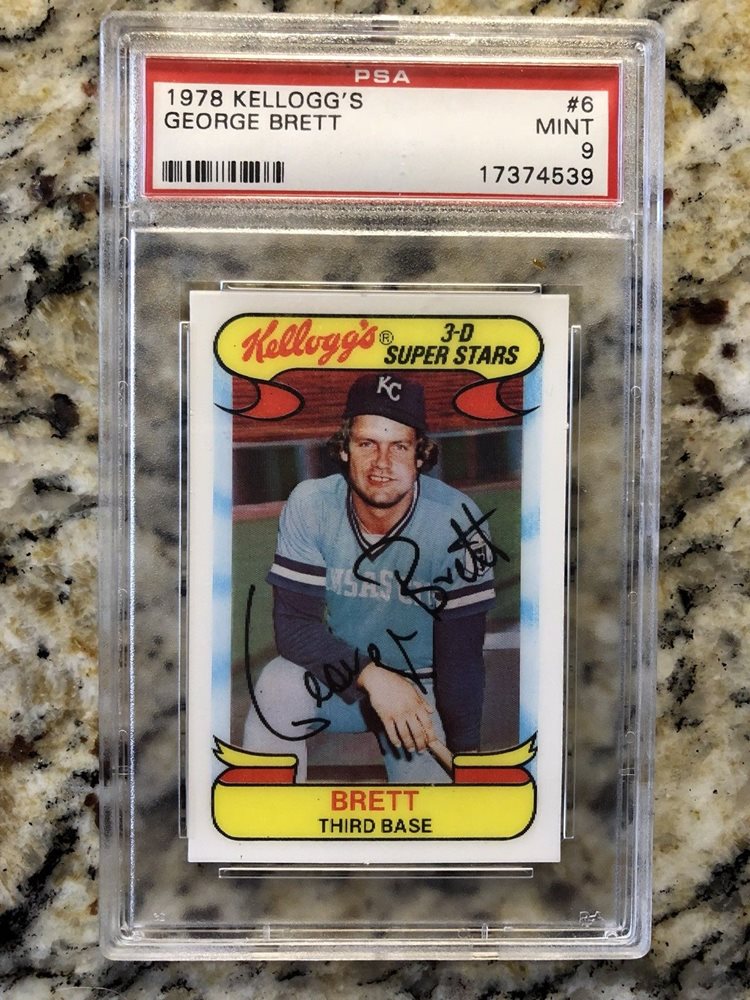 PSA
1978 KELLOGG'S #6
GEORGE BRETT MINT
9
17374539
Kellogg's® 3-D
SUPER STARS
KC
George Brett
BRETT
THIRD BASE